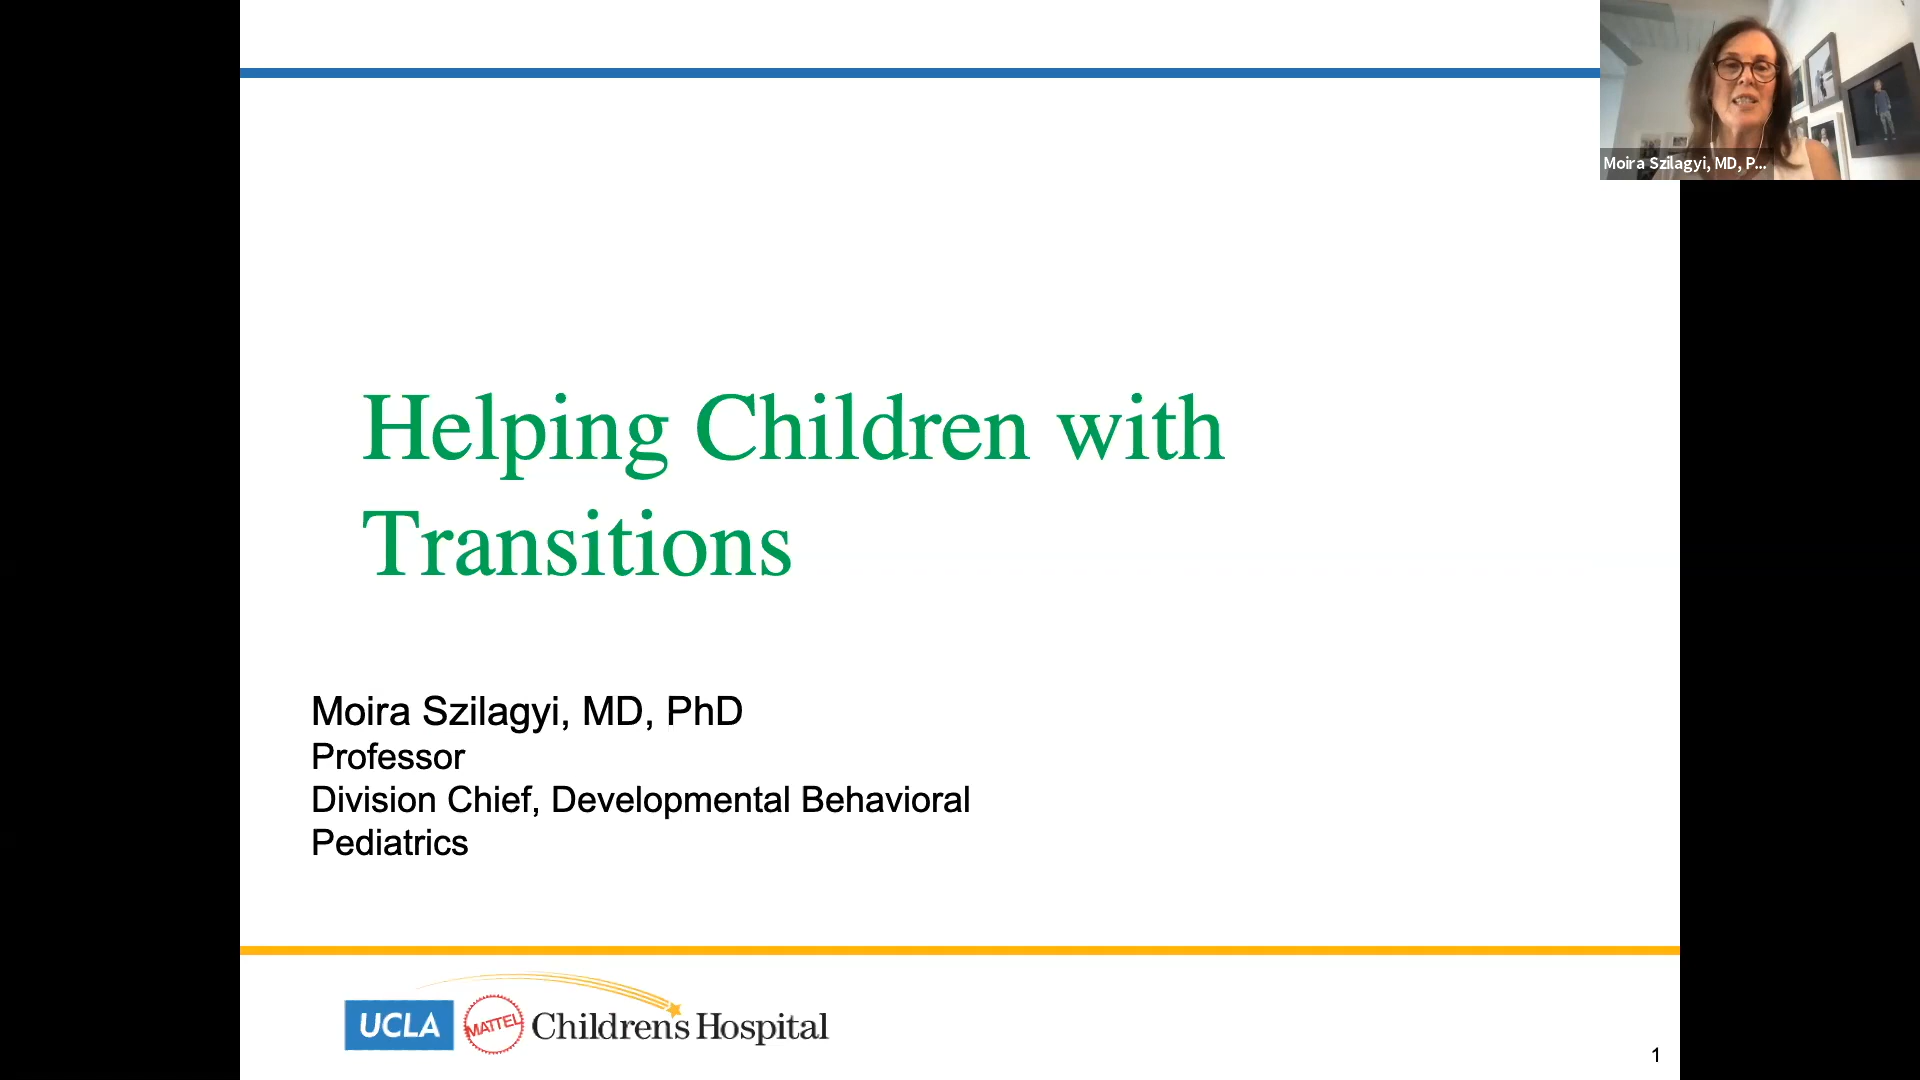 Moira Szilagyi, MD, P...
Helping Children with
Transitions
Moira Szilagyi, MD, PhD
Professor
Division Chief, Developmental Behavioral
Pediatrics
UCLA MATTEL Children's Hospital
1